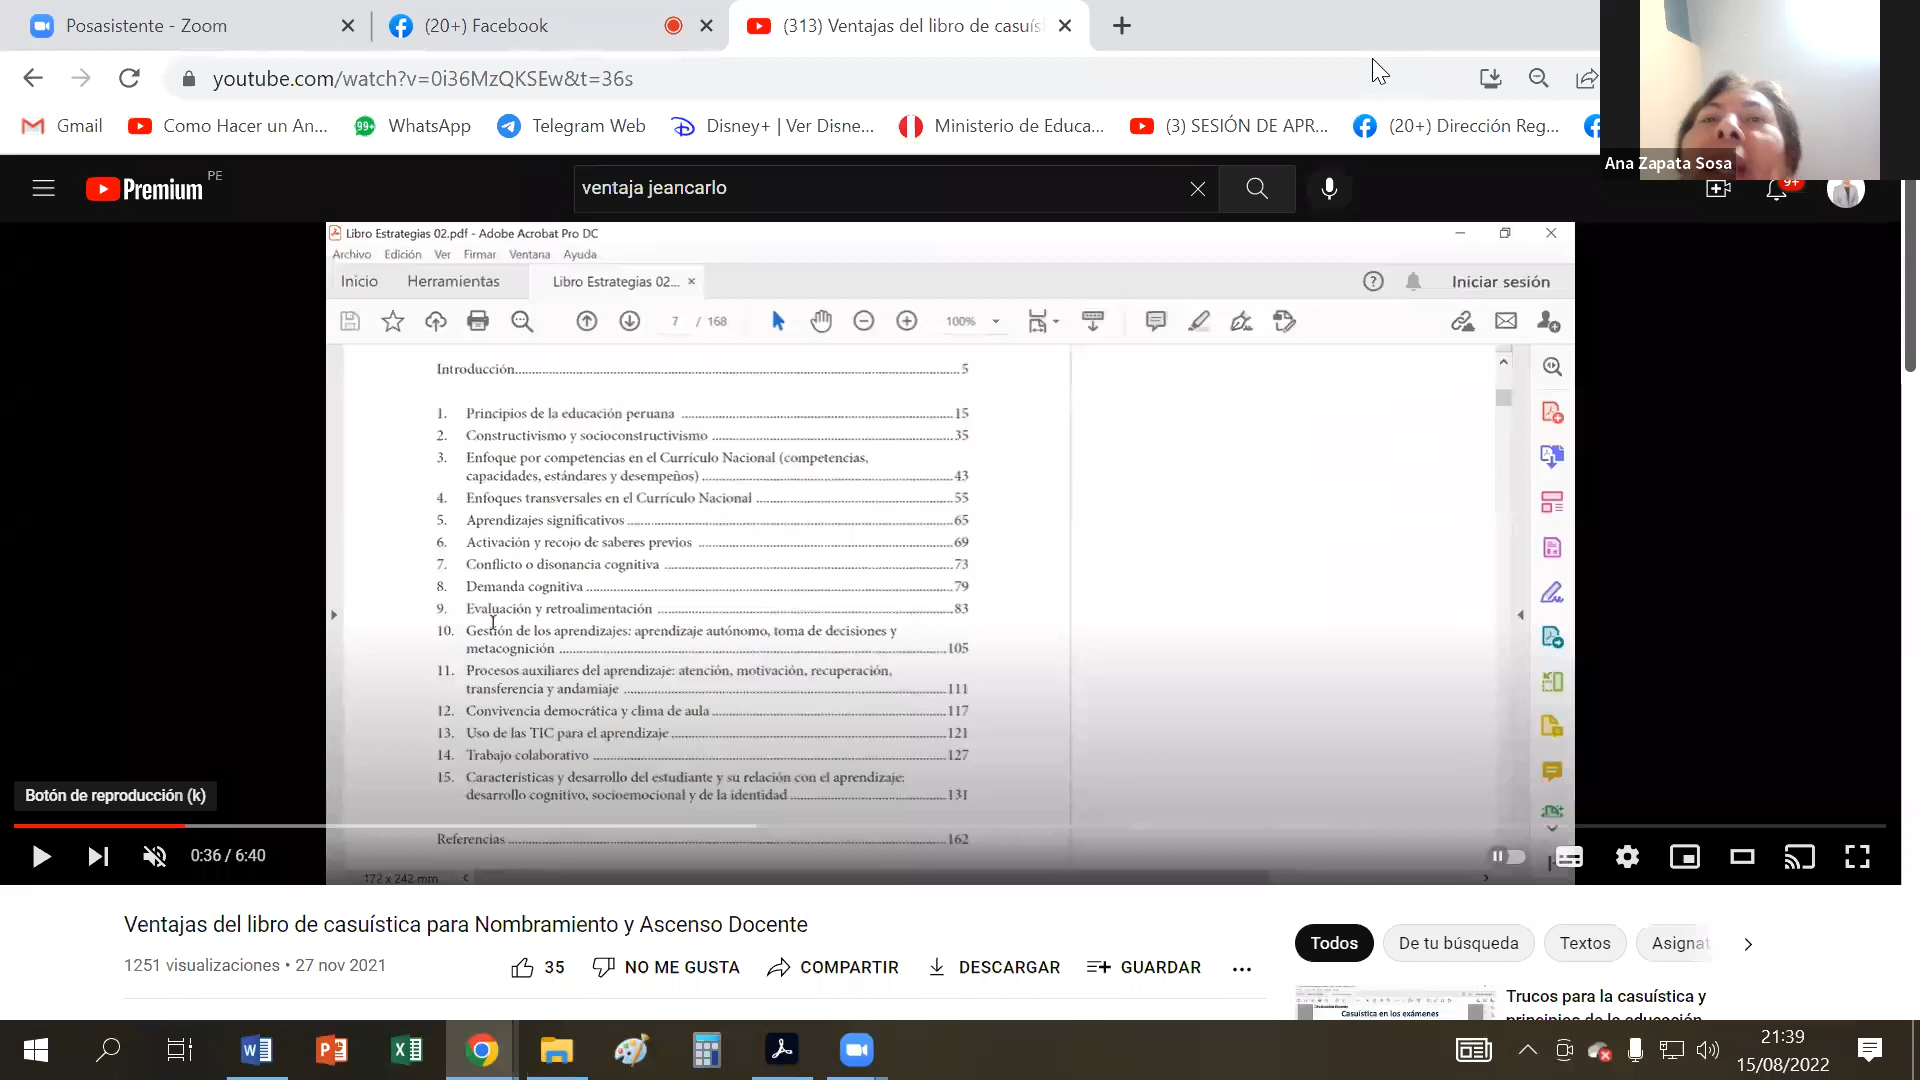 Posasistente - Zoom
(20+) Facebook
(313) Ventajas del libro de casuís
youtube.com/watch?v=0i36MzQKSEw&t=36s
Gmail
Como Hacer un An...
99+
WhatsApp
Telegram Web
Disney+ | Ver Disne...
Ministerio de Educa...
(3) SESIÓN DE APR...
(20+) Dirección Reg...
Ana Zapata Sosa
Premium PE
ventaja jeancarlo
9+
Libro Estrategias 02.pdf - Adobe Acrobat Pro DC
Archivo Edición Ver Firmar Ventana Ayuda
Inicio
Herramientas
Libro Estrategias 02...
Iniciar sesión
7 / 168
100%
Introducción 5
1. Principios de la educación peruana 15
2. Constructivismo y socioconstructivismo 35
3. Enfoque por competencias en el Currículo Nacional (competencias,
capacidades, estándares y desempeños) 43
4. Enfoques transversales en el Currículo Nacional 55
5. Aprendizajes significativos 65
6. Activación y recojo de saberes previos 69
7. Conflicto o disonancia cognitiva 73
8. Demanda cognitiva 79
9. Evaluación y retroalimentación 83
10. Gestión de los aprendizajes: aprendizaje autónomo, toma de decisiones y
metacognición 105
11. Procesos auxiliares del aprendizaje: atención, motivación, recuperación,
transferencia y andamiaje 111
12. Convivencia democrática y clima de aula 117
13. Uso de las TIC para el aprendizaje 121
14. Trabajo colaborativo 127
15. Características y desarrollo del estudiante y su relación con el aprendizaje:
desarrollo cognitivo, socioemocional y de la identidad 131
Referencias 162
172 x 242 mm
Botón de reproducción (k)
0:36 / 6:40
Ventajas del libro de casuística para Nombramiento y Ascenso Docente
1251 visualizaciones • 27 nov 2021
35
NO ME GUSTA
COMPARTIR
DESCARGAR
GUARDAR
Todos
De tu búsqueda
Textos
Asignat
Trucos para la casuística y
principios de la educación
Casuística en los exámenes
21:39
15/08/2022